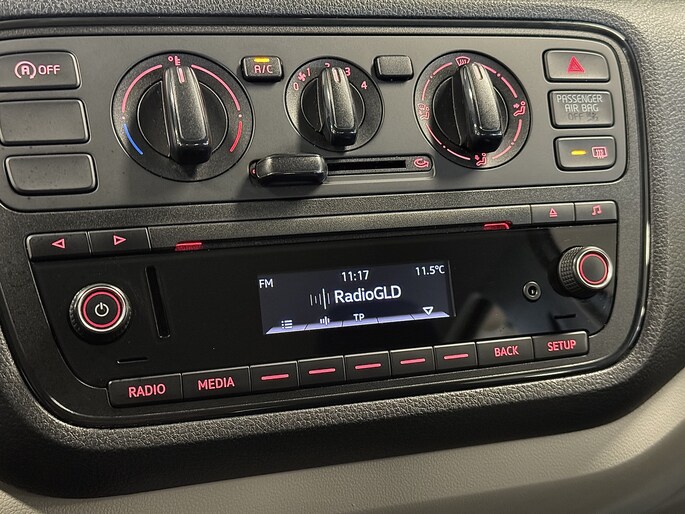 A OFF
A/C
0 1 2 3 4
PASSENGER
AIR BAG
OFF
FM 11:17 11.5°C
RadioGLD
TP
RADIO MEDIA BACK SETUP